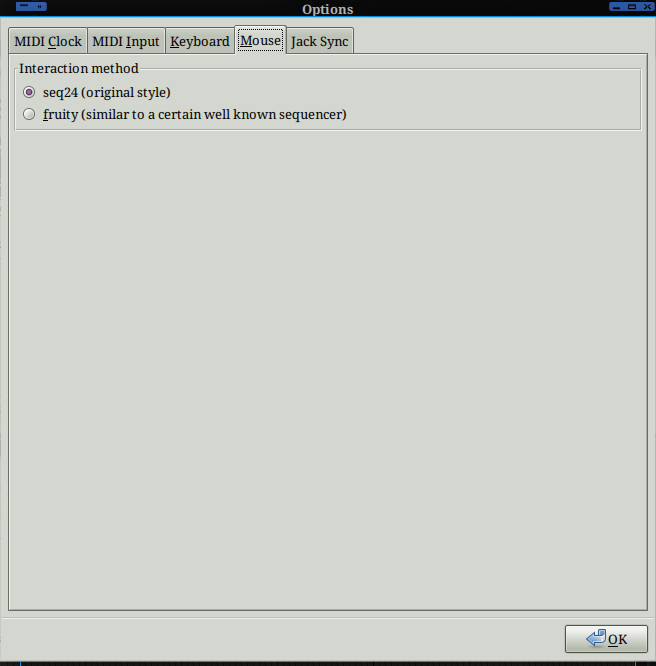 Options
MIDI Clock MIDI Input Keyboard Mouse Jack Sync
Interaction method
seq24 (original style)
fruity (similar to a certain well known sequencer)
OK